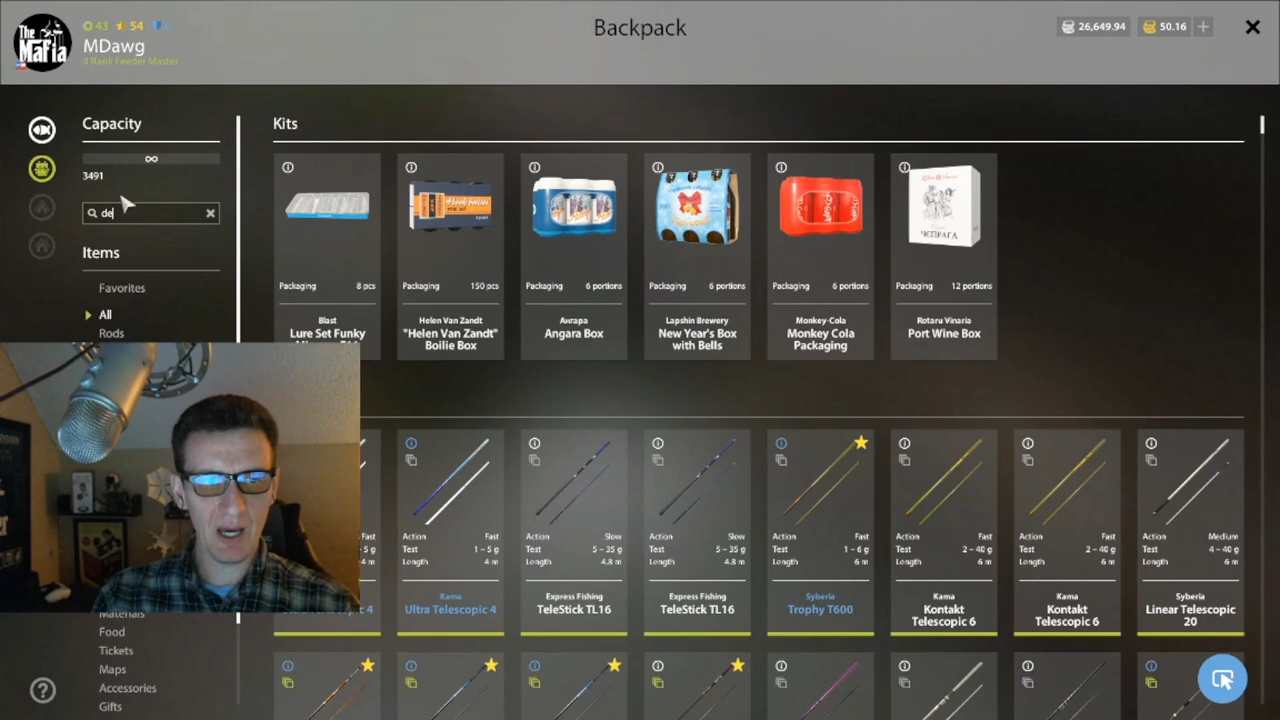 The
Mafia
43 54
MDawg
Rank Feeder Master
Backpack
26,649.94
50.16
Capacity
∞
3491
de
Items
Favorites
All
Rods
Materials
Food
Tickets
Maps
Accessories
Gifts
Kits
Packaging 8 pcs
Blast
Lure Set Funky
Packaging 150 pcs
Helen Van Zandt
"Helen Van Zandt"
Boilie Box
Packaging 6 portions
Ангара
Angara Box
Packaging 6 portions
Lapshin Brewery
New Year's Box
with Bells
Packaging 6 portions
Monkey-Cola
Monkey Cola
Packaging
ЧЕПРАГА
Packaging 12 portions
Rotaru Vinaria
Port Wine Box
Action Fast
Test 1 – 5 g
Length 4 m
Kama
Ultra Telescopic 4
Action Slow
Test 5 – 35 g
Length 4.8 m
Express Fishing
TeleStick TL16
Action Slow
Test 5 – 35 g
Length 4.8 m
Express Fishing
TeleStick TL16
Action Fast
Test 1 – 6 g
Length 6 m
Syberia
Trophy T600
Action Fast
Test 2 – 40 g
Length 6 m
Kama
Kontakt
Telescopic 6
Action Fast
Test 2 – 40 g
Length 6 m
Kama
Kontakt
Telescopic 6
Action Medium
Test 4 – 40 g
Length 6 m
Syberia
Linear Telescopic
20
?